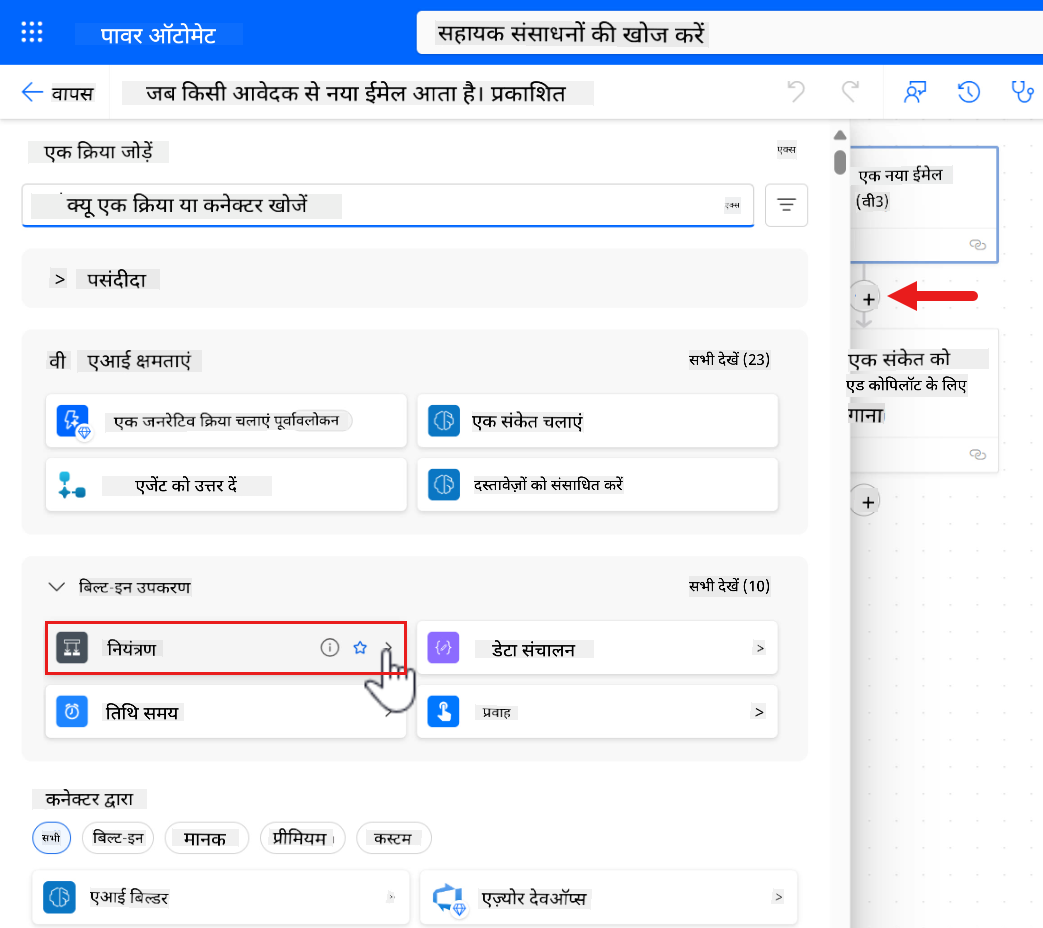 पावर ऑटोमेट
सहायक संसाधनों की खोज करें
वापस
जब किसी आवेदक से नया ईमेल आता है। प्रकाशित
एक क्रिया जोड़ें
एक्स
क्यू एक क्रिया या कनेक्टर खोजें
एक्स
> पसंदीदा
वी एआई क्षमताएं
सभी देखें (23)
एक जनरेटिव क्रिया चलाएं पूर्वावलोकन
एक संकेत चलाएं
एजेंट को उत्तर दें
दस्तावेज़ों को संसाधित करें
बिल्ट-इन उपकरण
सभी देखें (10)
नियंत्रण
डेटा संचालन >
तिथि समय
प्रवाह >
कनेक्टर द्वारा
सभी
बिल्ट-इन
मानक
प्रीमियम
कस्टम
एआई बिल्डर >
एज़्योर देवऑप्स >
एक नया ईमेल
(वी3)
+
एक संकेत को
एड कोपिलॉट के लिए
गाना
+